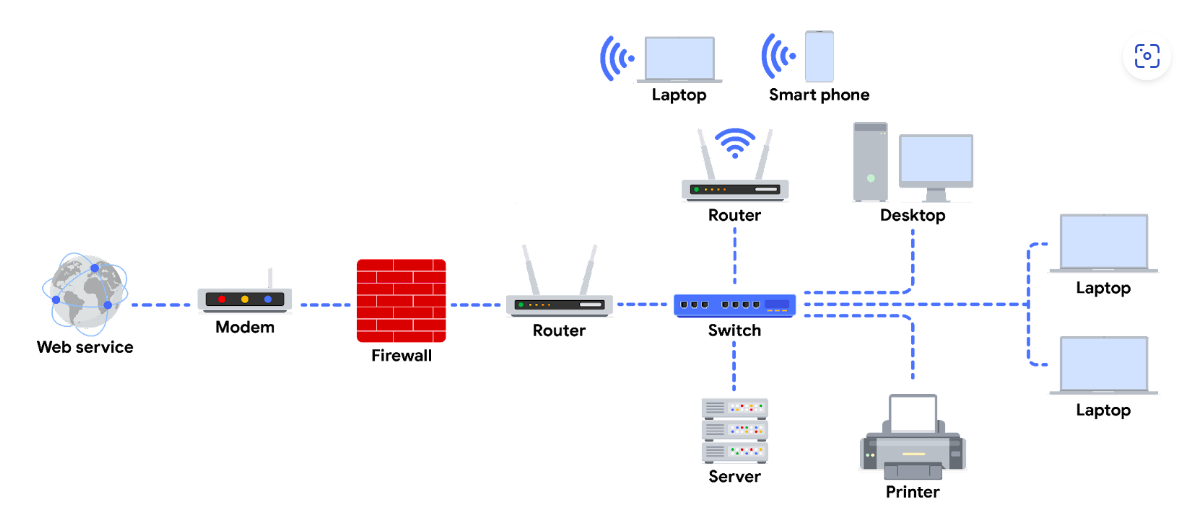 Laptop
Smart phone
Router
Desktop
Web service
Modem
Firewall
Router
Switch
Laptop
Laptop
Server
Printer